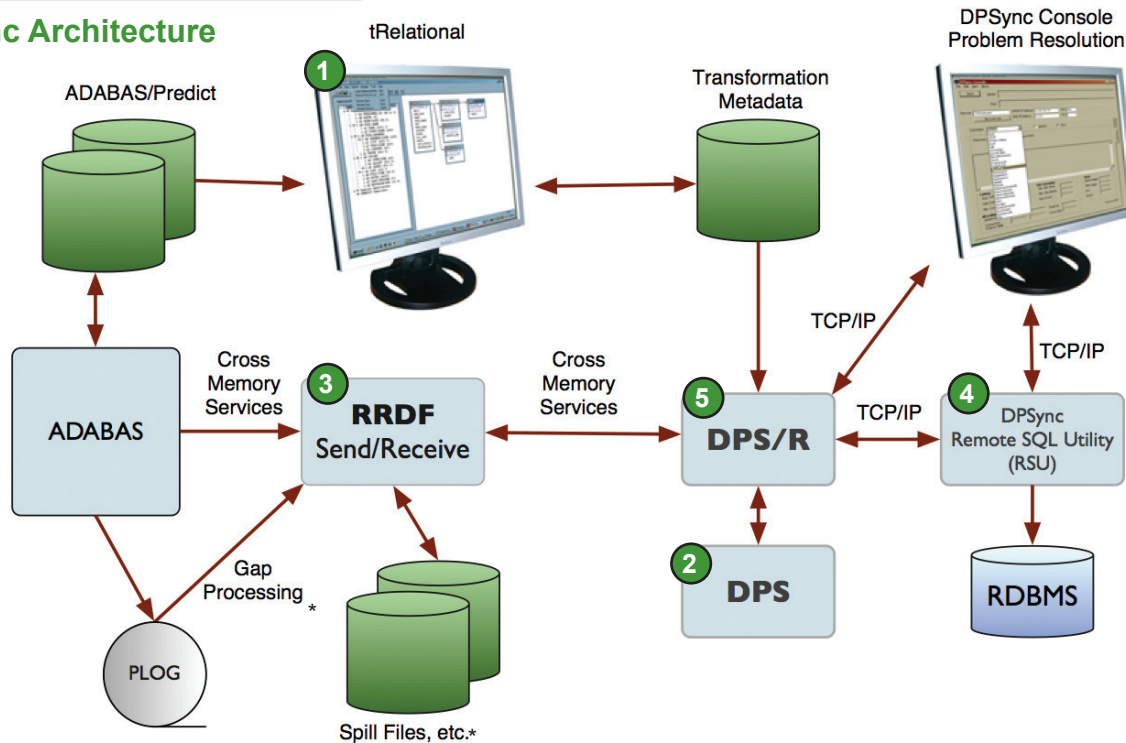 c Architecture
tRelational
DPSync Console
Problem Resolution
1
ADABAS/Predict
Transformation
Metadata
TCP/IP
TCP/IP
Cross
Memory
Services
3
RRDF
Send/Receive
Cross
Memory
Services
5
DPS/R
TCP/IP
4
DPSync
Remote SQL Utility
(RSU)
ADABAS
Gap
Processing
*
2
DPS
RDBMS
PLOG
Spill Files, etc.*